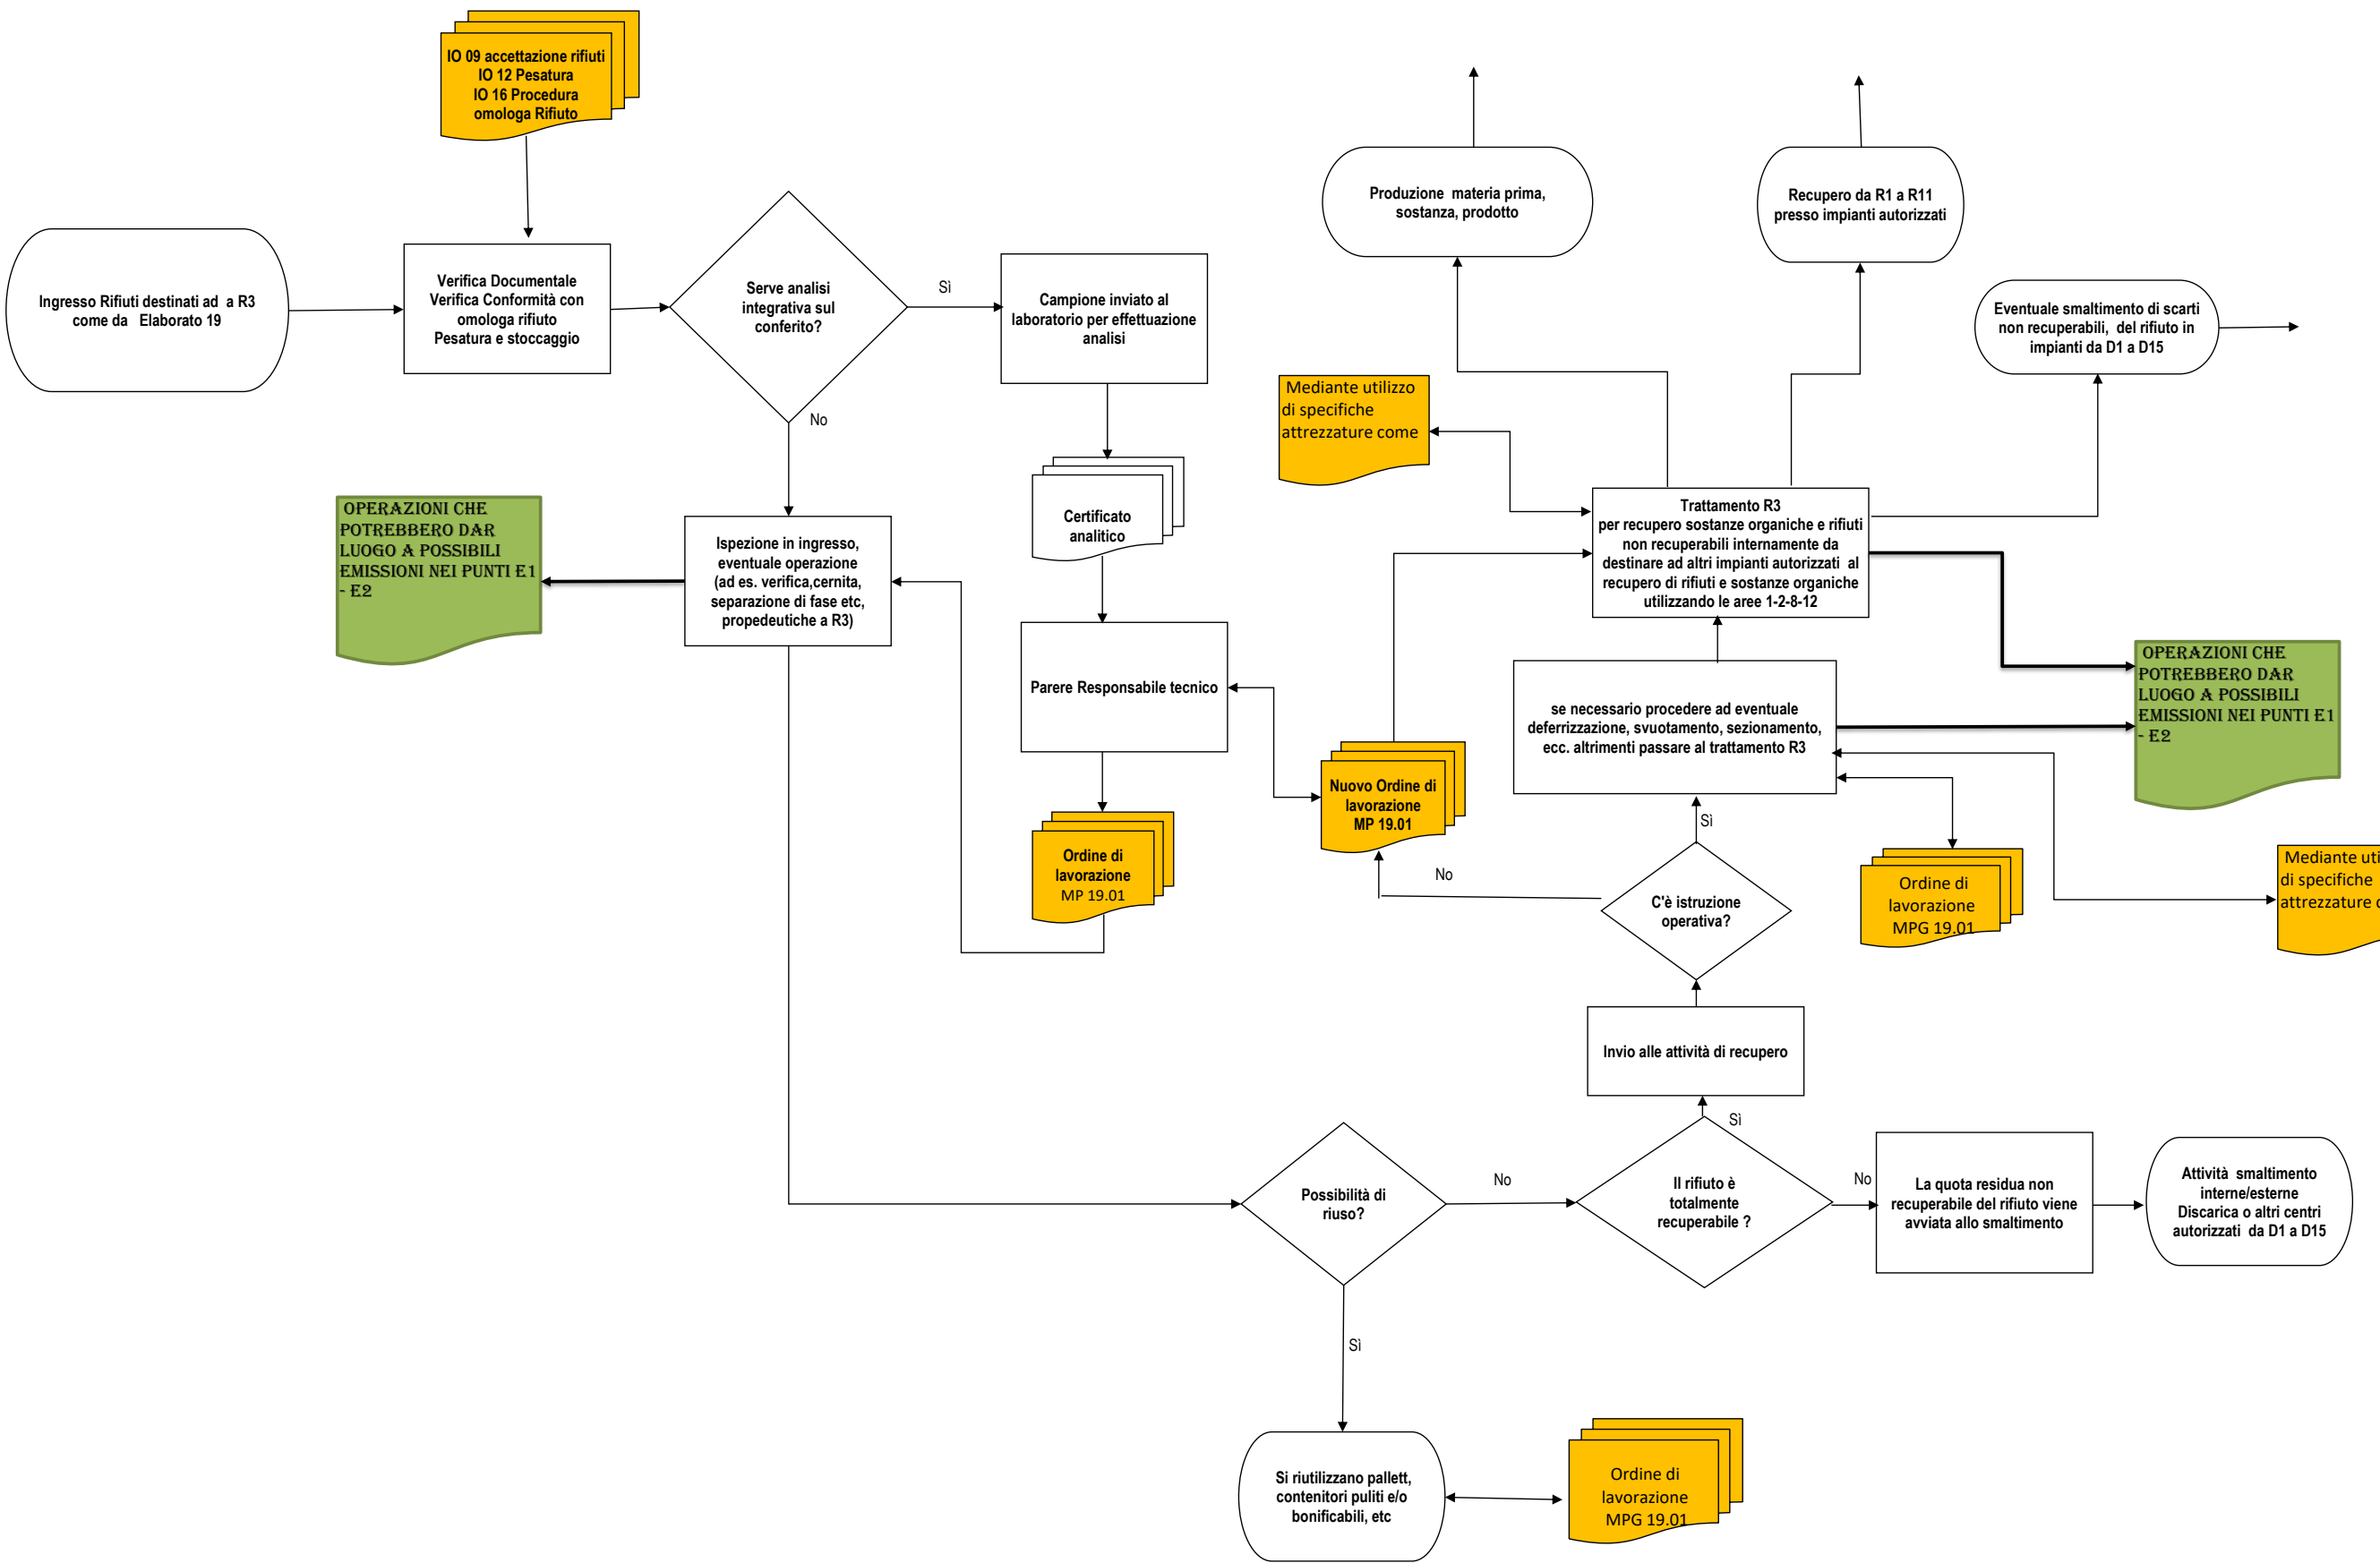 IO 09 accettazione rifiuti
IO 12 Pesatura
IO 16 Procedura
omologa Rifiuto
Ingresso Rifiuti destinati ad a R3
come da Elaborato 19
Verifica Documentale
Verifica Conformità con
omologa rifiuto
Pesatura e stoccaggio
Serve analisi
integrativa sul
conferito?
Sì
No
Campione inviato al
laboratorio per effettuazione
analisi
Produzione materia prima,
sostanza, prodotto
Recupero da R1 a R11
presso impianti autorizzati
Eventuale smaltimento di scarti
non recuperabili, del rifiuto in
impianti da D1 a D15
Mediante utilizzo
di specifiche
attrezzature come
Certificato
analitico
OPERAZIONI CHE
POTREBBERO DAR
LUOGO A POSSIBILI
EMISSIONI NEI PUNTI E1
- E2
Ispezione in ingresso,
eventuale operazione
(ad es. verifica,cernita,
separazione di fase etc,
propedeutiche a R3)
Trattamento R3
per recupero sostanze organiche e rifiuti
non recuperabili internamente da
destinare ad altri impianti autorizzati al
recupero di rifiuti e sostanze organiche
utilizzando le aree 1-2-8-12
Parere Responsabile tecnico
se necessario procedere ad eventuale
deferrizzazione, svuotamento, sezionamento,
ecc. altrimenti passare al trattamento R3
OPERAZIONI CHE
POTREBBERO DAR
LUOGO A POSSIBILI
EMISSIONI NEI PUNTI E1
- E2
Nuovo Ordine di
lavorazione
MP 19.01
Ordine di
lavorazione
MP 19.01
Sì
No
C'è istruzione
operativa?
Ordine di
lavorazione
MPG 19.01
Mediante uti
di specifiche
attrezzature
Invio alle attività di recupero
Sì
Possibilità di
riuso?
No
Il rifiuto è
totalmente
recuperabile ?
No
La quota residua non
recuperabile del rifiuto viene
avviata allo smaltimento
Attività smaltimento
interne/esterne
Discarica o altri centri
autorizzati da D1 a D15
Sì
Si riutilizzano pallett,
contenitori puliti e/o
bonificabili, etc
Ordine di
lavorazione
MPG 19.01